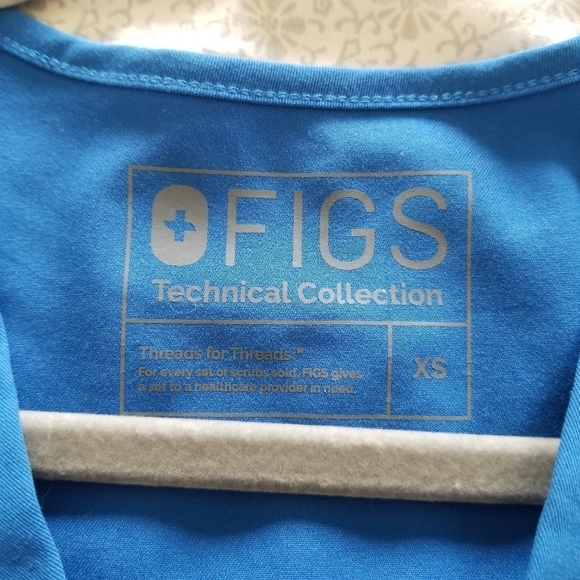 FIGS
Technical Collection
Threads for Threads™
For every set of scrubs sold, FIGS gives
a set to a healthcare provider in need.
XS